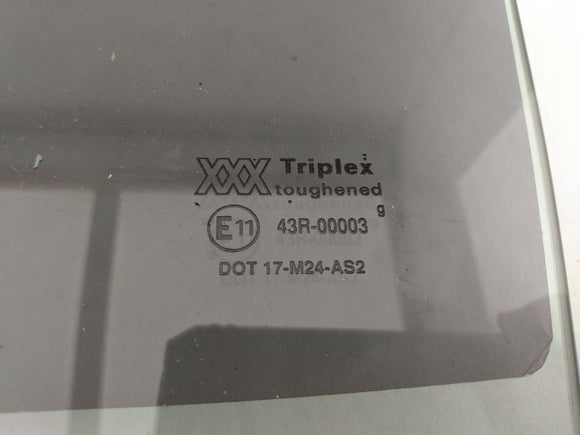 XXX Triplex
toughened
g
E11 43R-00003
DOT 17-M24-AS2